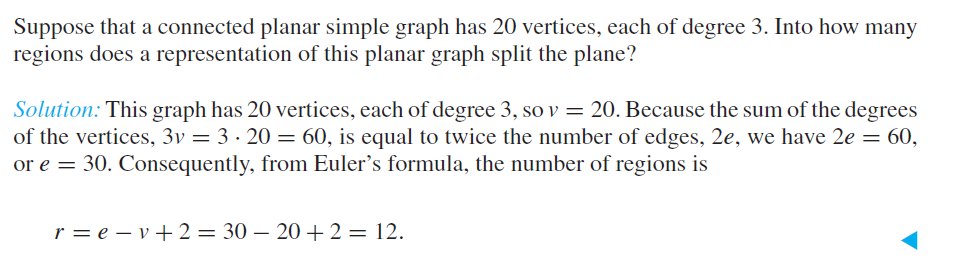 Suppose that a connected planar simple graph has 20 vertices, each of degree 3. Into how many
regions does a representation of this planar graph split the plane?
Solution: This graph has 20 vertices, each of degree 3, so v = 20. Because the sum of the degrees
of the vertices, 3v = 3 · 20 = 60, is equal to twice the number of edges, 2e, we have 2e = 60,
or e = 30. Consequently, from Euler's formula, the number of regions is
r = e − v + 2 = 30 − 20 + 2 = 12.